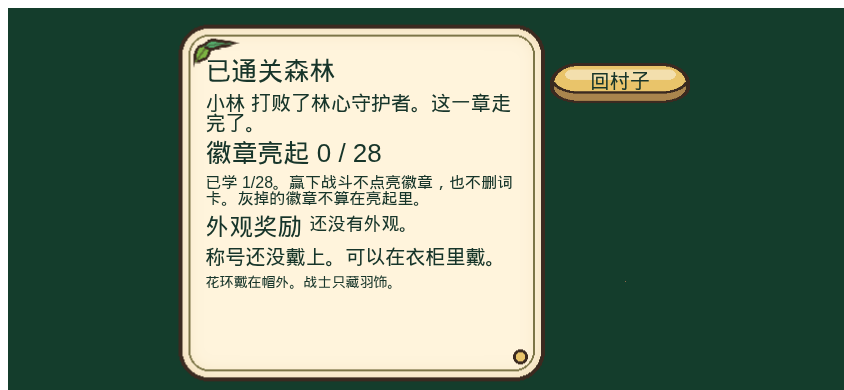 已通关森林
小林 打败了林心守护者。这一章走
完了。
徽章亮起 0 / 28
已学 1/28。赢下战斗不点亮徽章，也不删词
卡。灰掉的徽章不算在亮起里。
外观奖励 还没有外观。
称号还没戴上。可以在衣柜里戴。
花环戴在帽外。战士只藏羽饰。
回村子